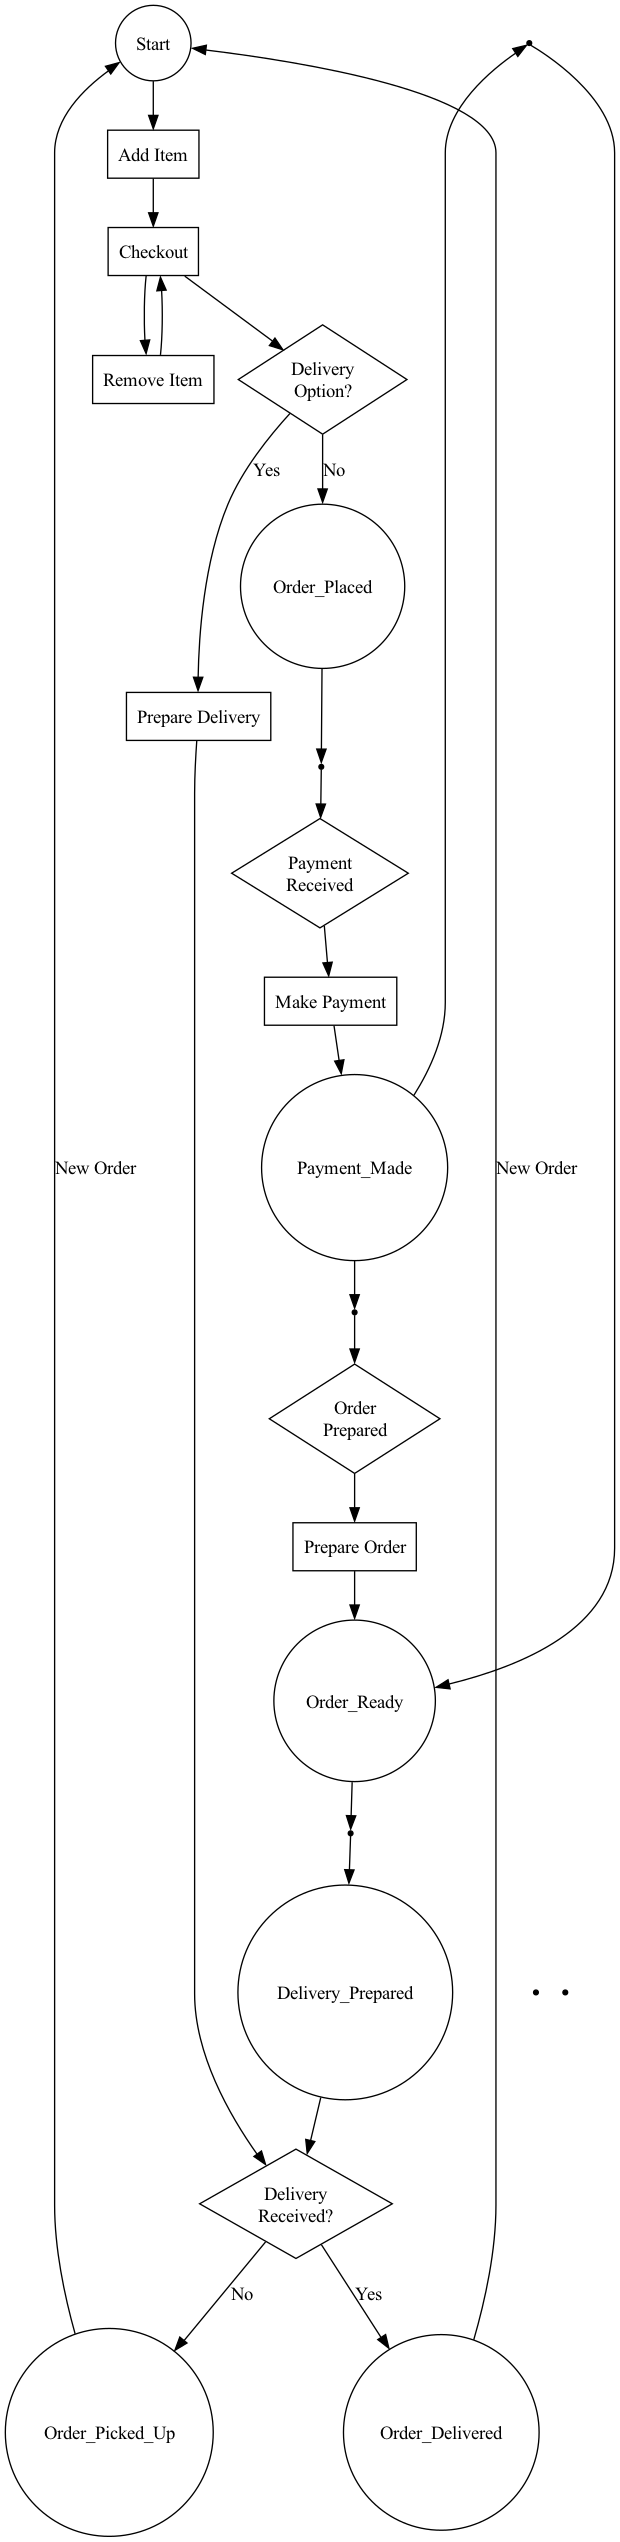 Start
Add Item
Checkout
Remove Item
Delivery
Option?
Yes
No
Order_Placed
Prepare Delivery
Payment
Received
Make Payment
New Order
Payment_Made
New Order
Order
Prepared
Prepare Order
Order_Ready
Delivery_Prepared
Delivery
Received?
No
Yes
Order_Picked_Up
Order_Delivered